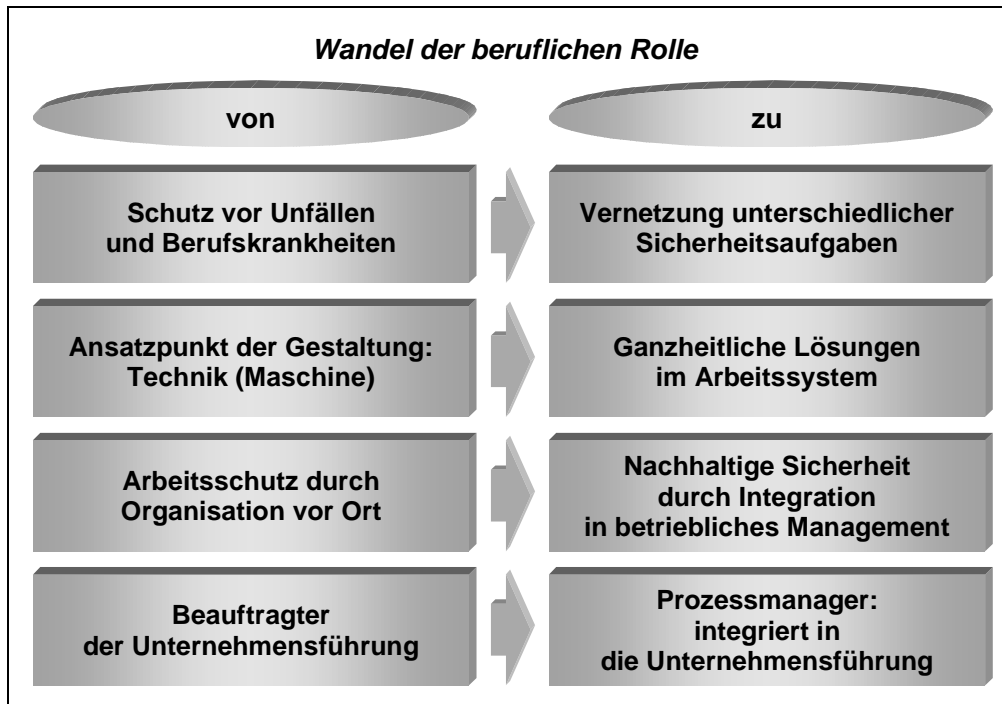 Wandel der beruflichen Rolle
von
zu
Schutz vor Unfällen
und Berufskrankheiten
Vernetzung unterschiedlicher
Sicherheitsaufgaben
Ansatzpunkt der Gestaltung:
Technik (Maschine)
Ganzheitliche Lösungen
im Arbeitssystem
Arbeitsschutz durch
Organisation vor Ort
Nachhaltige Sicherheit
durch Integration
in betriebliches Management
Beauftragter
der Unternehmensführung
Prozessmanager:
integriert in
die Unternehmensführung